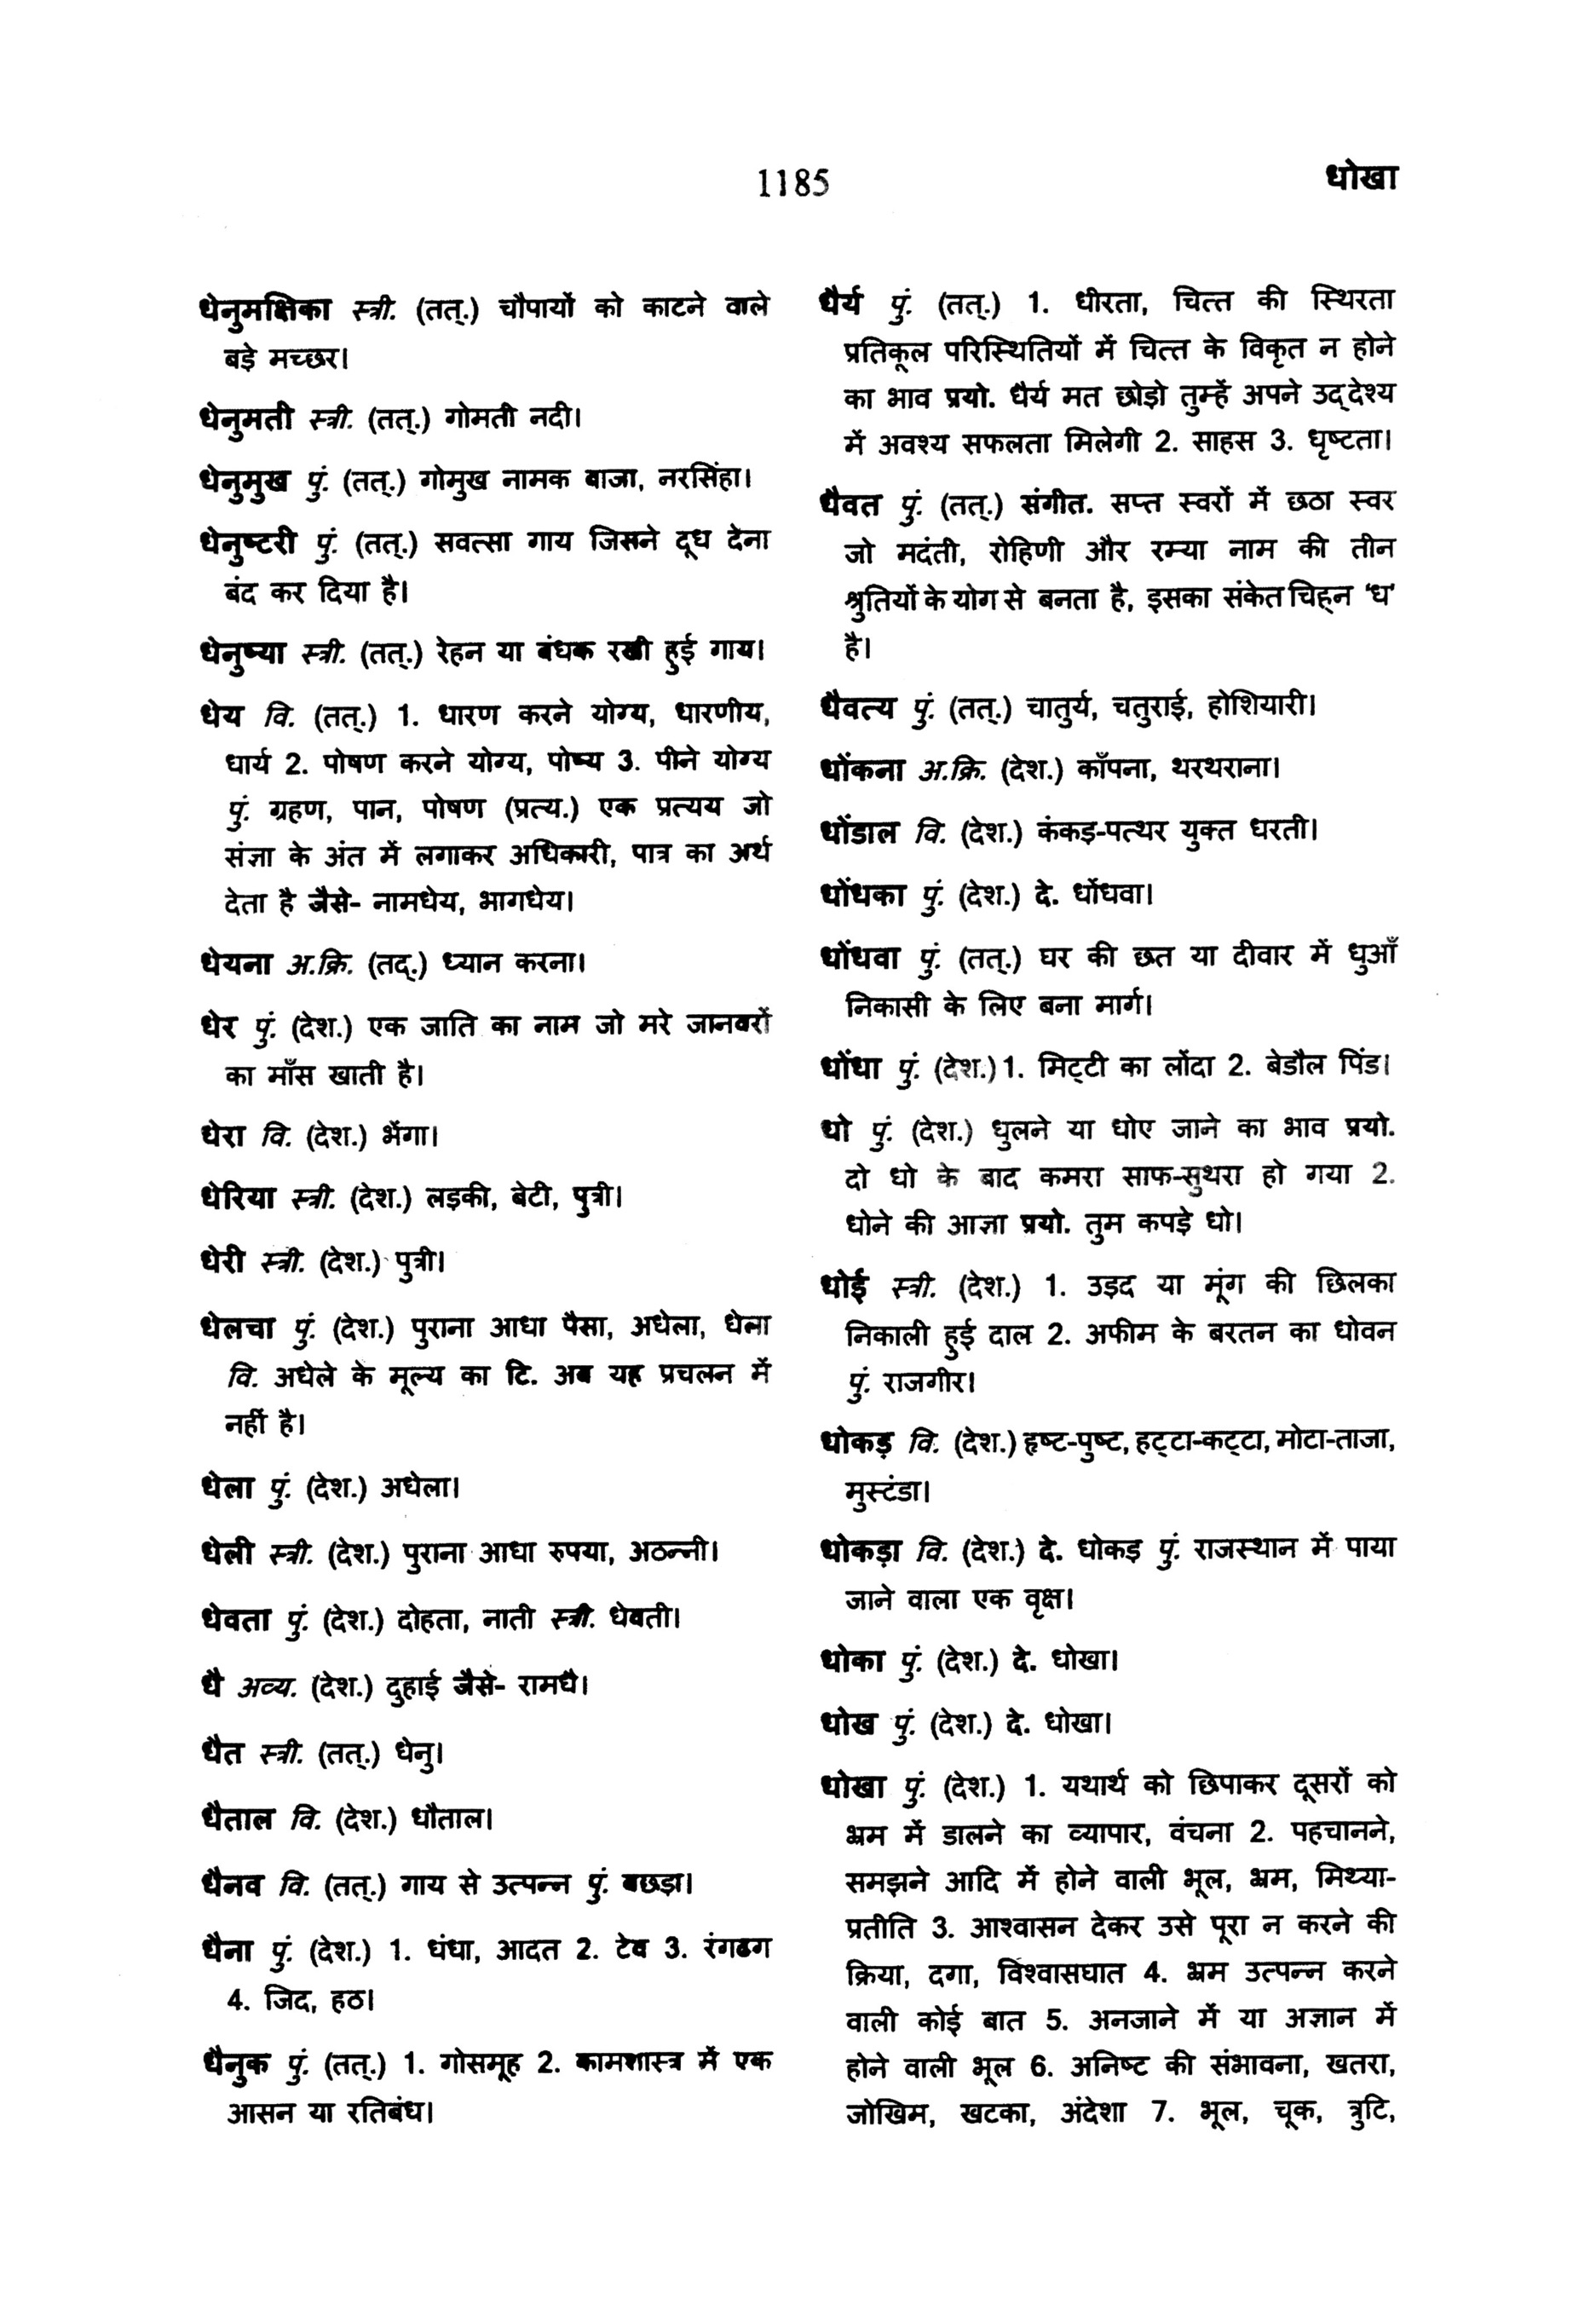 1185
धोखा
धेनुमक्षिका स्त्री. (तत्.) चौपायों को काटने वाले
बड़े मच्छर।
धेनुमती स्त्री. (तत्.) गोमती नदी।
धेनुमुख पुं. (तत्.) गोमुख नामक बाजा, नरसिंहा।
धेनुष्टरी पुं. (तत्.) सवत्सा गाय जिसने दूध देना
बंद कर दिया है।
धेनुष्या स्त्री. (तत्.) रेहन या बंधक रखी हुई गाय।
धेय वि. (तत्.) 1. धारण करने योग्य, धारणीय,
धार्य 2. पोषण करने योग्य, पोष्य 3. पीने योग्य
पुं. ग्रहण, पान, पोषण (प्रत्य.) एक प्रत्यय जो
संज्ञा के अंत में लगाकर अधिकारी, पात्र का अर्थ
देता है जैसे- नामधेय, भागधेय।
धेयना अ.क्रि. (तद्.) ध्यान करना।
धेर पुं. (देश.) एक जाति का नाम जो मरे जानवरों
का माँस खाती है।
धेरा वि. (देश.) भेंगा।
धेरिया स्त्री. (देश.) लड़की, बेटी, पुत्री।
धेरी स्त्री. (देश.) पुत्री।
धेलचा पुं. (देश.) पुराना आधा पैसा, अधेला, धेला
वि. अधेले के मूल्य का टि. अब यह प्रचलन में
नहीं है।
धेला पुं. (देश.) अधेला।
धेली स्त्री. (देश.) पुराना आधा रुपया, अठन्नी।
धेवता पुं. (देश.) दोहता, नाती स्त्री. धेवती।
धै अव्य. (देश.) दुहाई जैसे- रामधै।
धैत स्त्री. (तत्.) धेनु।
धैताल वि. (देश.) धौताल।
धैनव वि. (तत्.) गाय से उत्पन्न पुं. बछड़ा।
धैना पुं. (देश.) 1. धंधा, आदत 2. टेव 3. रंगढग
4. जिद, हठ।
धैनुक पुं. (तत्.) 1. गोसमूह 2. कामशास्त्र में एक
आसन या रतिबंध।
धैर्य पुं. (तत्.) 1. धीरता, चित्त की स्थिरता
प्रतिकूल परिस्थितियों में चित्त के विकृत न होने
का भाव प्रयो. धैर्य मत छोड़ो तुम्हें अपने उद्देश्य
में अवश्य सफलता मिलेगी 2. साहस 3. धृष्टता।
धैवत पुं. (तत्.) संगीत. सप्त स्वरों में छठा स्वर
जो मदंती, रोहिणी और रम्या नाम की तीन
श्रुतियों के योग से बनता है, इसका संकेत चिह्न ‘ध’
है।
धैवत्य पुं. (तत्.) चातुर्य, चतुराई, होशियारी।
धोंकना अ.क्रि. (देश.) काँपना, थरथराना।
धोंडाल वि. (देश.) कंकड़-पत्थर युक्त धरती।
धोंधका पुं. (देश.) दे. धोंधवा।
धोंधवा पुं. (तत्.) घर की छत या दीवार में धुआँ
निकासी के लिए बना मार्ग।
धोंधा पुं. (देश.) 1. मिट्टी का लोंदा 2. बेडौल पिंड।
धो पुं. (देश.) धुलने या धोए जाने का भाव प्रयो.
दो धो के बाद कमरा साफ-सुथरा हो गया 2.
धोने की आज्ञा प्रयो. तुम कपड़े धो।
धोई स्त्री. (देश.) 1. उड़द या मूंग की छिलका
निकाली हुई दाल 2. अफीम के बरतन का धोवन
पुं. राजगीर।
धोकड़ वि. (देश.) हृष्ट-पुष्ट, हट्टा-कट्टा, मोटा-ताजा,
मुस्टंडा।
धोकड़ा वि. (देश.) दे. धोकड़ पुं. राजस्थान में पाया
जाने वाला एक वृक्ष।
धोका पुं. (देश.) दे. धोखा।
धोख पुं. (देश.) दे. धोखा।
धोखा पुं. (देश.) 1. यथार्थ को छिपाकर दूसरों को
भ्रम में डालने का व्यापार, वंचना 2. पहचानने,
समझने आदि में होने वाली भूल, भ्रम, मिथ्या-
प्रतीति 3. आश्वासन देकर उसे पूरा न करने की
क्रिया, दगा, विश्वासघात 4. भ्रम उत्पन्न करने
वाली कोई बात 5. अनजाने में या अज्ञान में
होने वाली भूल 6. अनिष्ट की संभावना, खतरा,
जोखिम, खटका, अंदेशा 7. भूल, चूक, त्रुटि,